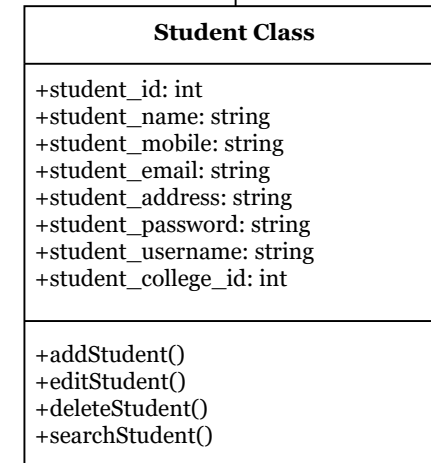 Student Class
+student_id: int
+student_name: string
+student_mobile: string
+student_email: string
+student_address: string
+student_password: string
+student_username: string
+student_college_id: int
+addStudent()
+editStudent()
+deleteStudent()
+searchStudent()